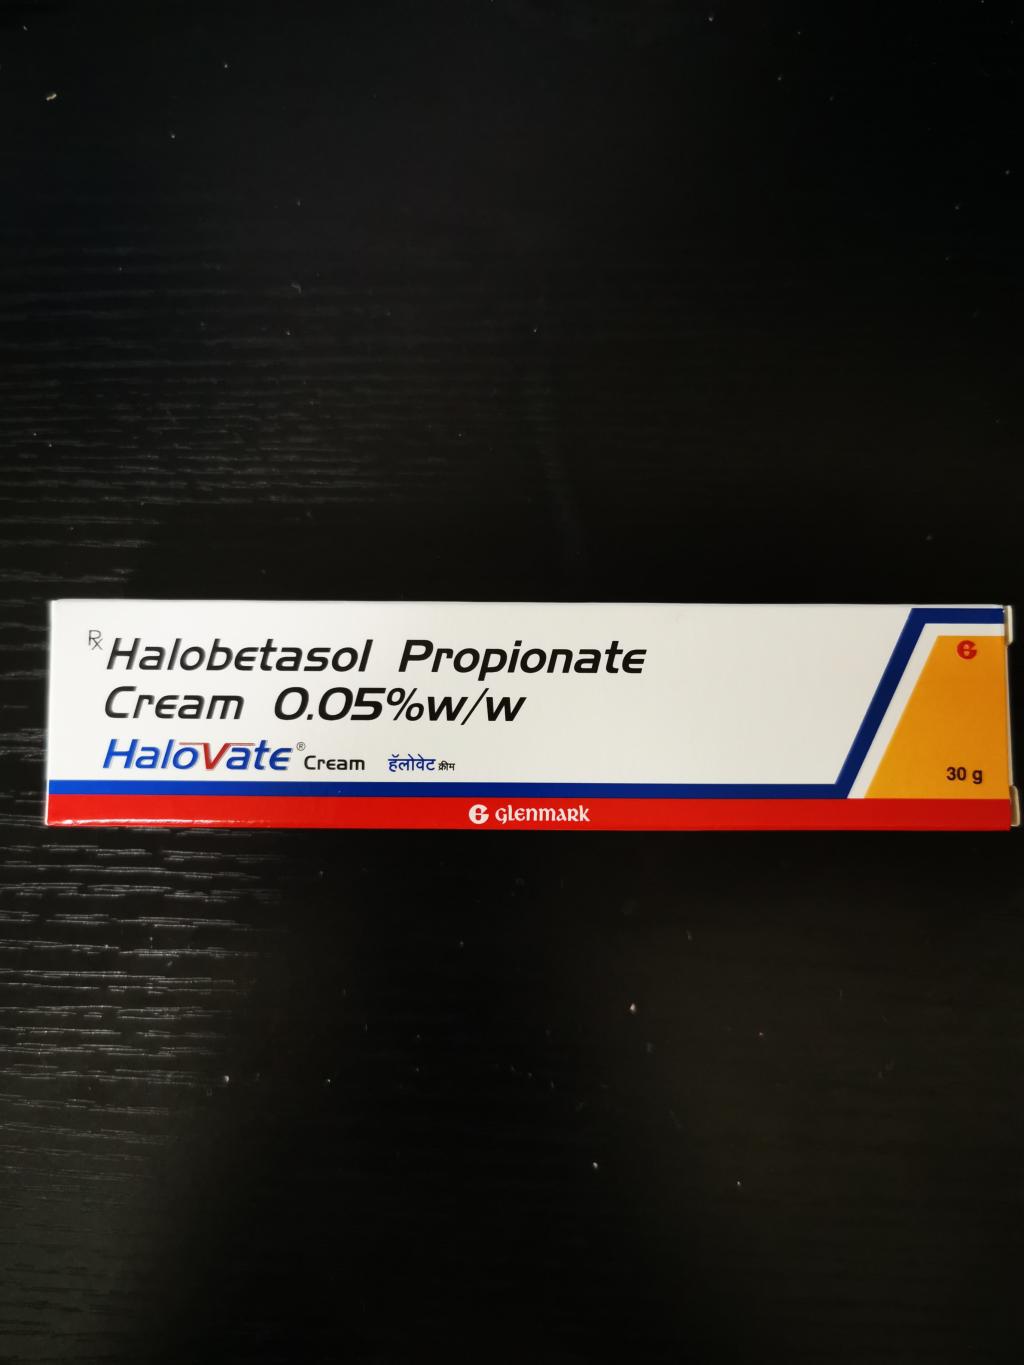 ℞ Halobetasol Propionate
Cream 0.05%w/w
HaloVate® Cream हॅलोवेट क्रीम
30 g
Glenmark